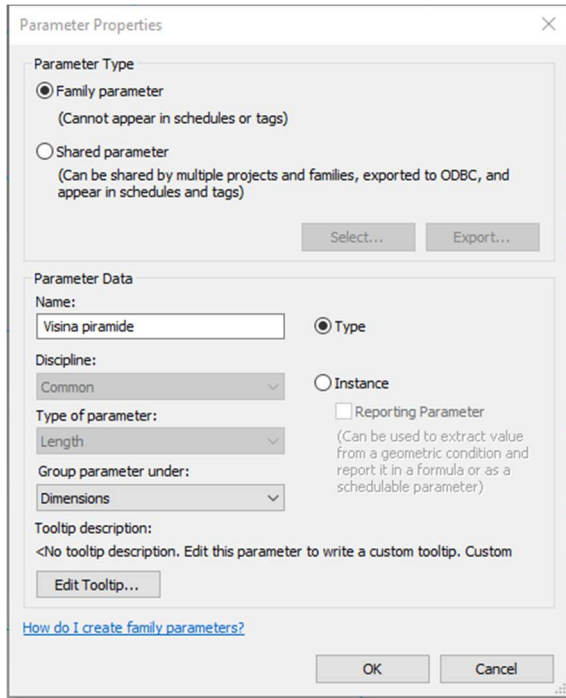 Parameter Properties
Parameter Type
Family parameter
(Cannot appear in schedules or tags)
Shared parameter
(Can be shared by multiple projects and families, exported to ODBC, and
appear in schedules and tags)
Select...
Export...
Parameter Data
Name:
Visina piramide
Type
Discipline:
Common
Instance
Type of parameter:
Reporting Parameter
Length
(Can be used to extract value
from a geometric condition and
report it in a formula or as a
schedulable parameter)
Group parameter under:
Dimensions
Tooltip description:
<No tooltip description. Edit this parameter to write a custom tooltip. Custom
Edit Tooltip...
How do I create family parameters?
OK
Cancel